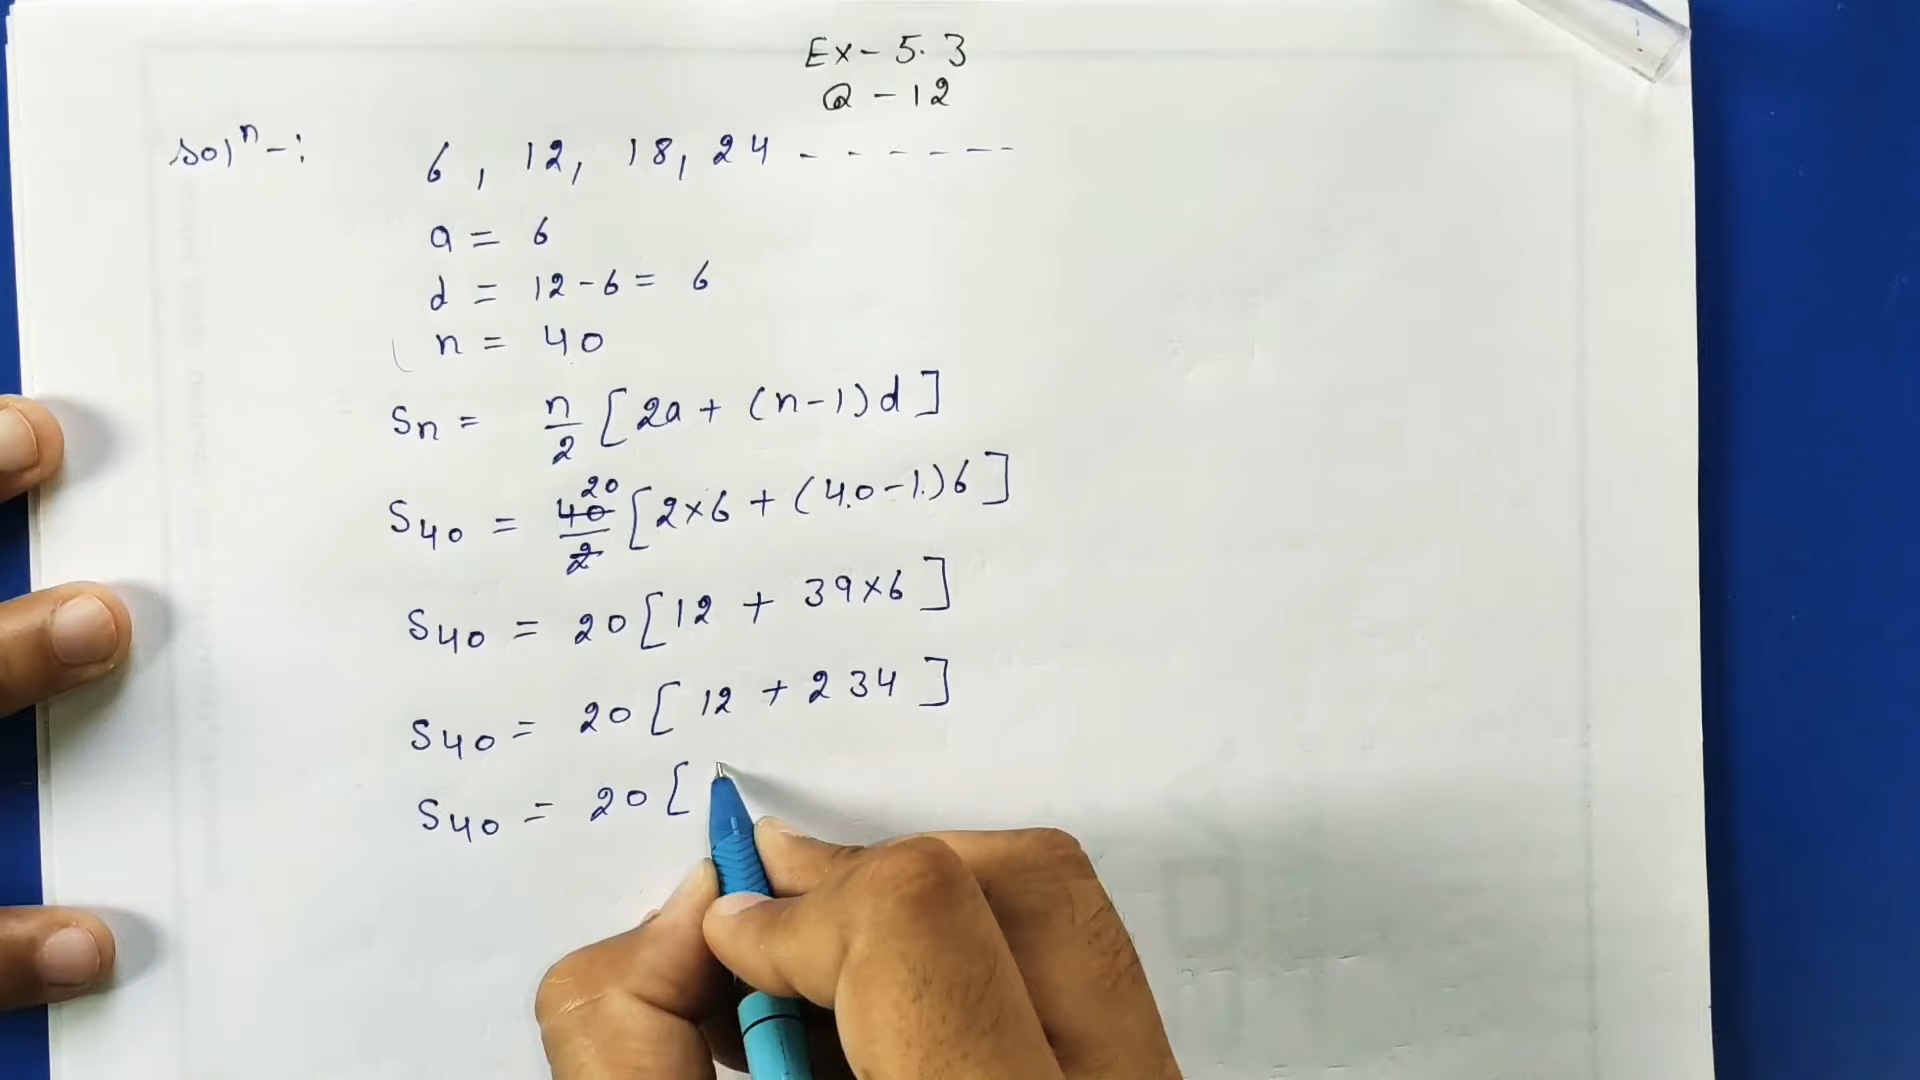 Ex - 5.3
Q - 12
Solⁿ -: 6, 12, 18, 24 - - - - - -
a = 6
d = 12 - 6 = 6
n = 40
Sn = n/2 [2a + (n-1)d]
S40 = 40/2 20 [2×6 + (40-1)6]
S40 = 20 [12 + 39×6]
S40 = 20 [12 + 234]
S40 = 20 [